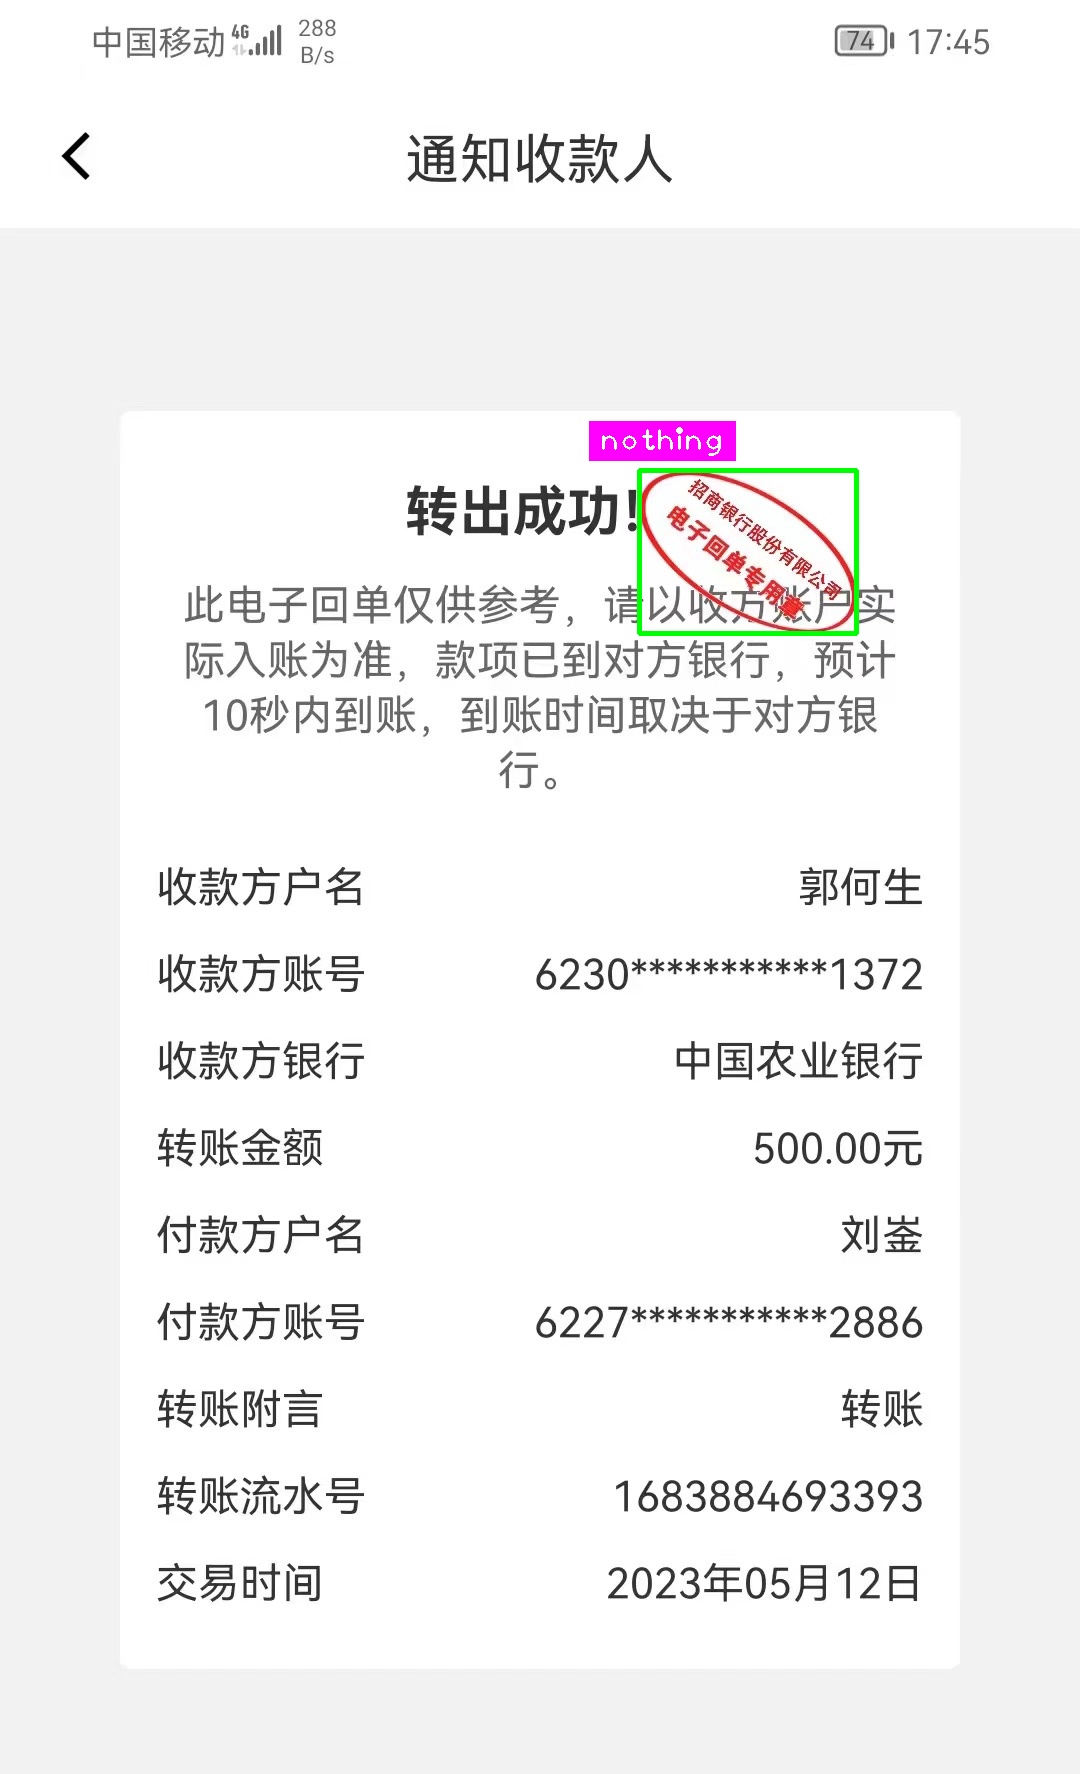 中国移动 4G 288 B/s 74 17:45
通知收款人
nothing
招商银行股份有限公司
电子回单专用章
转出成功!
此电子回单仅供参考，请以收方账户实
际入账为准，款项已到对方银行，预计
10秒内到账，到账时间取决于对方银
行。
收款方户名 郭何生
收款方账号 6230***********1372
收款方银行 中国农业银行
转账金额 500.00元
付款方户名 刘崟
付款方账号 6227***********2886
转账附言 转账
转账流水号 1683884693393
交易时间 2023年05月12日